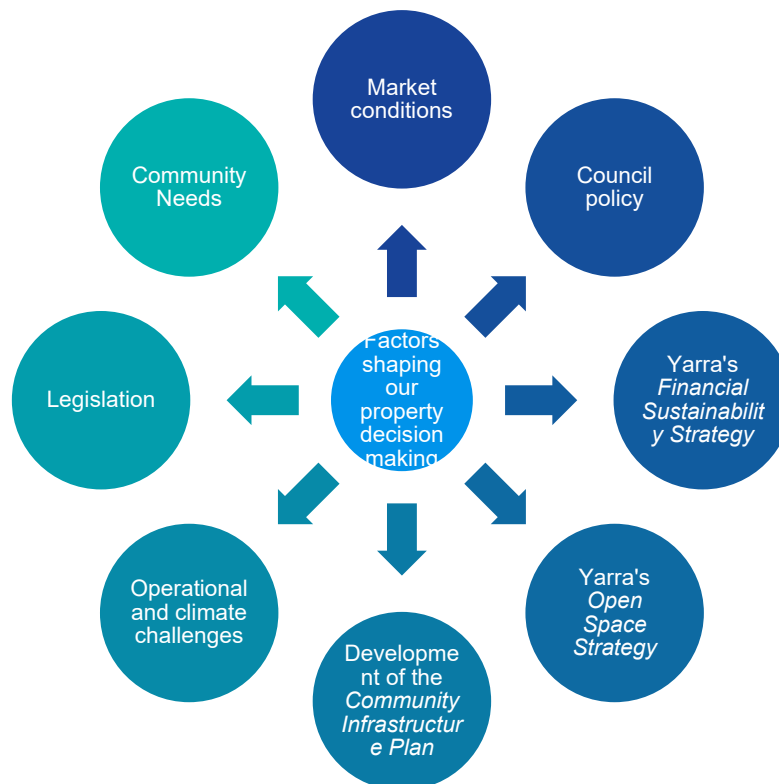 Market
conditions
Council
policy
Yarra's
Financial
Sustainabilit
y Strategy
Yarra's
Open
Space
Strategy
Developme
nt of the
Community
Infrastructur
e Plan
Operational
and climate
challenges
Legislation
Community
Needs
Factors
shaping
our
property
decision
making